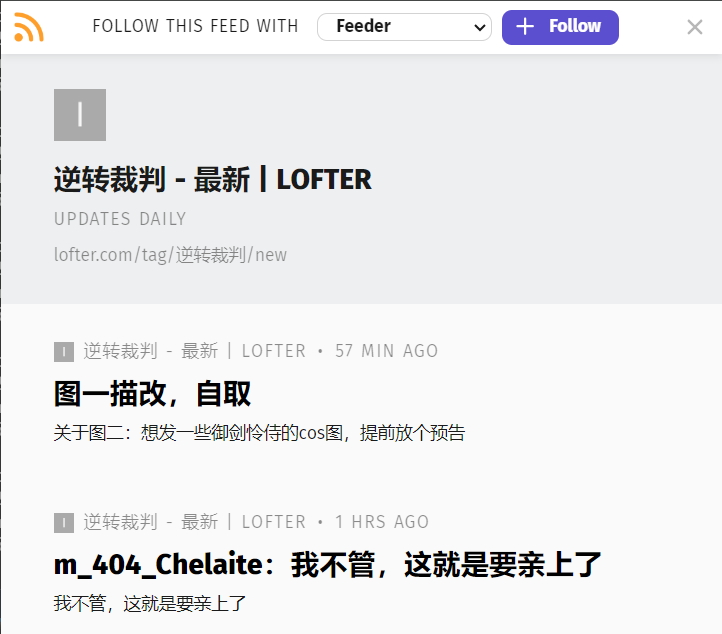 FOLLOW THIS FEED WITH Feeder + Follow ×
l
逆转裁判 - 最新 | LOFTER
UPDATES DAILY
lofter.com/tag/逆转裁判/new
l 逆转裁判 - 最新 | LOFTER • 57 MIN AGO
图一描改，自取
关于图二：想发一些御剑怜侍的cos图，提前放个预告
l 逆转裁判 - 最新 | LOFTER • 1 HRS AGO
m_404_Chelaite：我不管，这就是要亲上了
我不管，这就是要亲上了